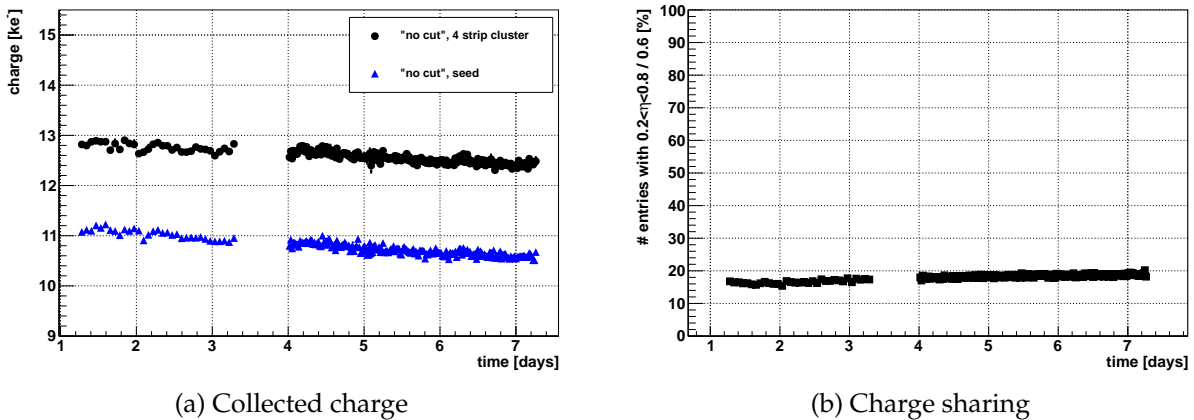 charge [ke⁻]
15
14
13
12
11
10
9
"no cut", 4 strip cluster
"no cut", seed
1 2 3 4 5 6 7
time [days]
(a) Collected charge
# entries with 0.2<η<0.8 / 0.6 [%]
100
90
80
70
60
50
40
30
20
10
0
1 2 3 4 5 6 7
time [days]
(b) Charge sharing